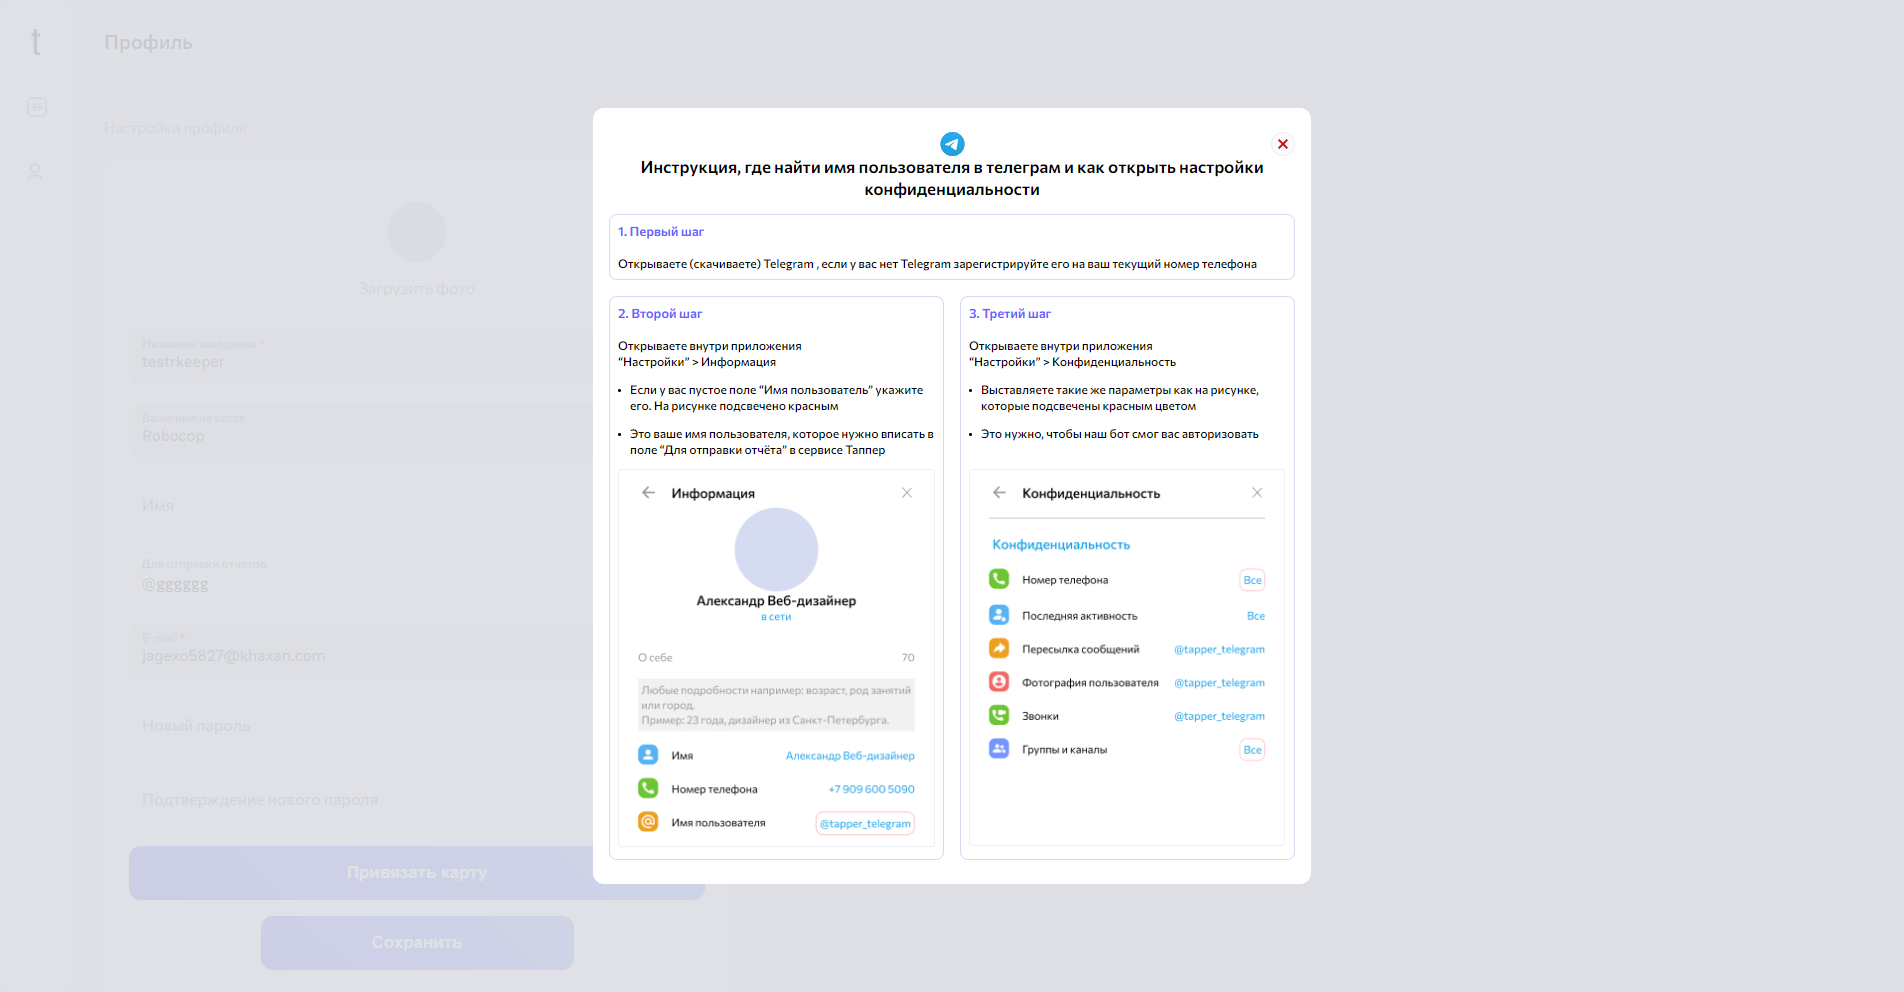 t
Профиль
Настройки профиля
Загрузить фото
Название заведения *
testrkeeper
Ваше имя на кассе
Robocop
Имя
Для отправки отчетов
@gggggg
E-mail *
jagexo5827@khaxan.com
Новый пароль
Подтверждение нового пароля
Привязать карту
Сохранить
Инструкция, где найти имя пользователя в телеграм и как открыть настройки
конфиденциальности
1. Первый шаг
Открываете (скачиваете) Telegram , если у вас нет Telegram зарегистрируйте его на ваш текущий номер телефона
2. Второй шаг
Открываете внутри приложения
“Настройки” > Информация
• Если у вас пустое поле “Имя пользователь” укажите
его. На рисунке подсвечено красным
• Это ваше имя пользователя, которое нужно вписать в
поле “Для отправки отчёта” в сервисе Таппер
Информация
Александр Веб-дизайнер
в сети
О себе 70
Любые подробности например: возраст, род занятий
или город.
Пример: 23 года, дизайнер из Санкт-Петербурга.
Имя Александр Веб-дизайнер
Номер телефона +7 909 600 5090
Имя пользователя @tapper_telegram
3. Третий шаг
Открываете внутри приложения
“Настройки” > Конфиденциальность
• Выставляете такие же параметры как на рисунке,
которые подсвечены красным цветом
• Это нужно, чтобы наш бот смог вас авторизовать
Конфиденциальность
Конфиденциальность
Номер телефона Все
Последняя активность Все
Пересылка сообщений @tapper_telegram
Фотография пользователя @tapper_telegram
Звонки @tapper_telegram
Группы и каналы Все